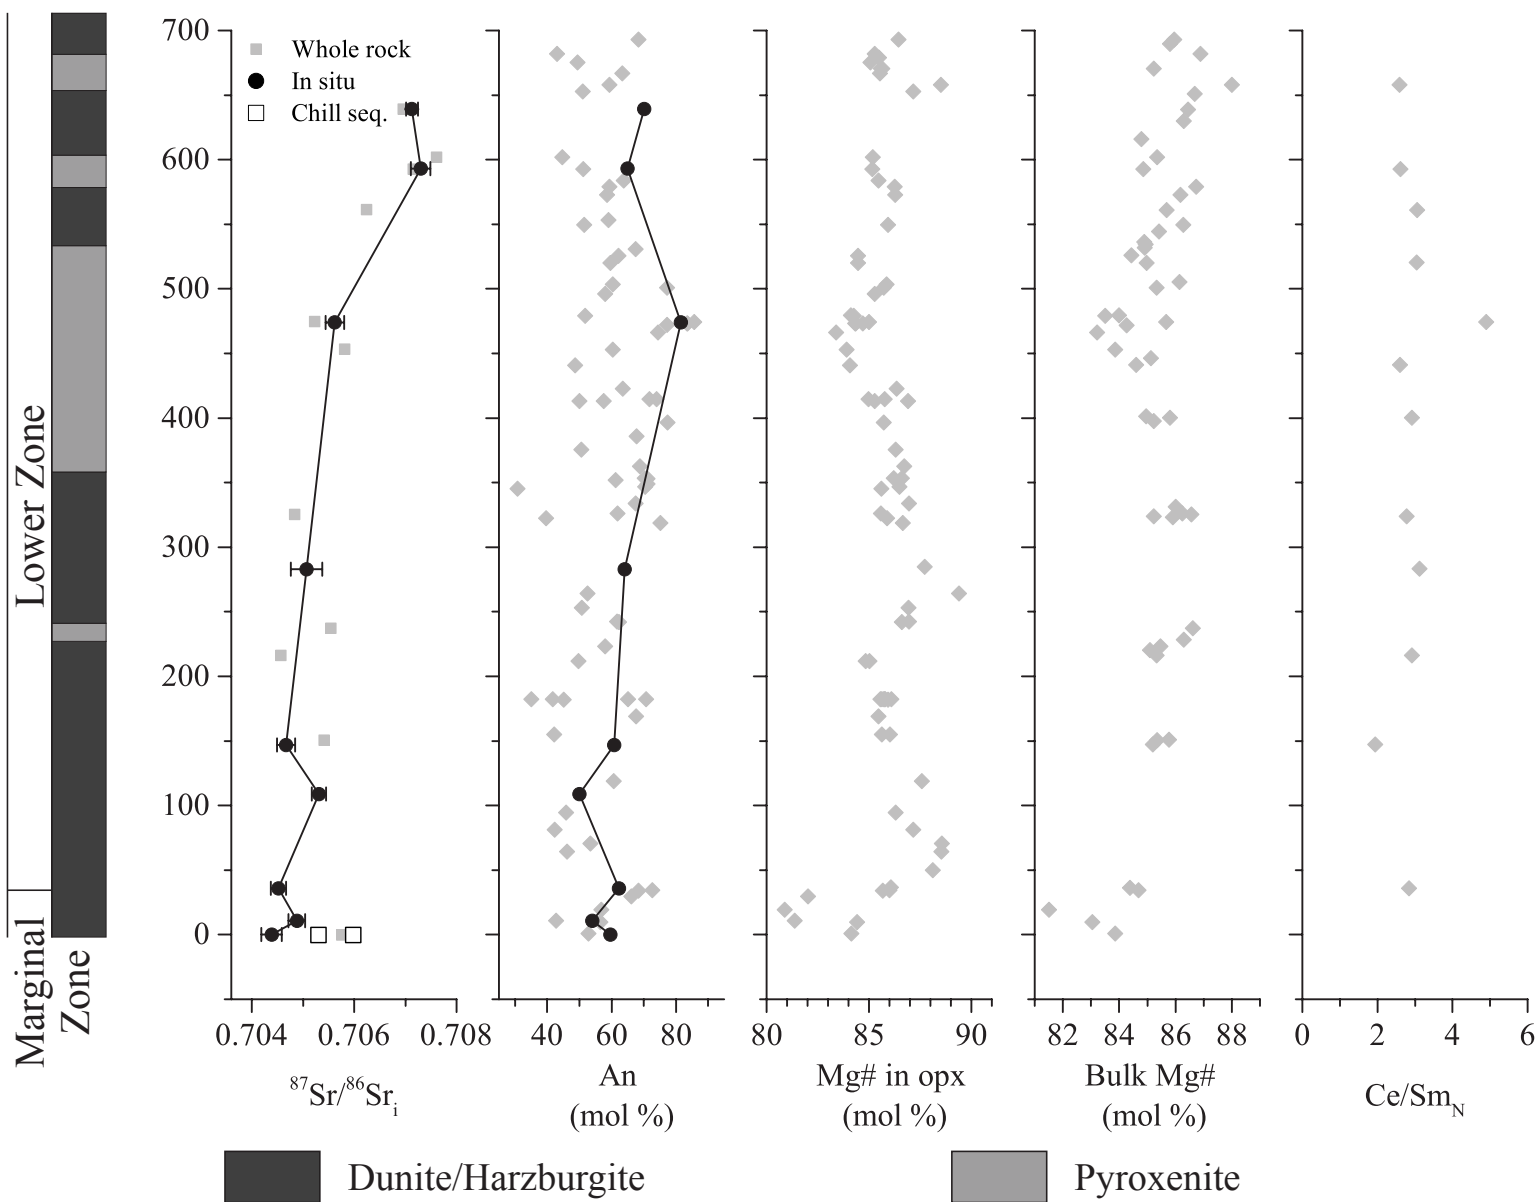 700
600
500
400
300
200
100
0
Whole rock
In situ
Chill seq.
Lower Zone
Marginal
Zone
0.704 0.706 0.708
40 60 80
80 85 90
82 84 86 88
0 2 4 6
⁸⁷Sr/⁸⁶Srᵢ
An
(mol %)
Mg# in opx
(mol %)
Bulk Mg#
(mol %)
Ce/Sm_N
Dunite/Harzburgite
Pyroxenite